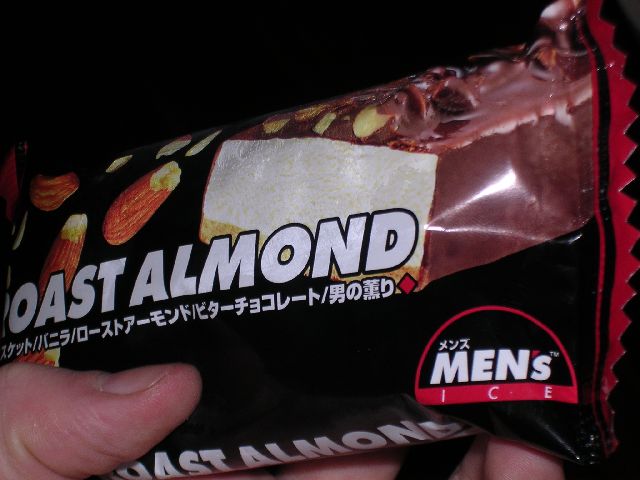 ROAST ALMOND
スケット/バニラ/ローストアーモンド/ビターチョコレート/男の薫り
メンズ
MEN's™
ICE
ROAST ALMOND